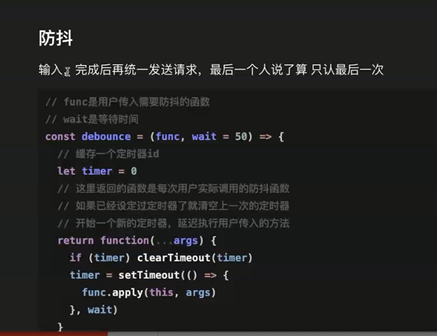 防抖
输入 完成后再统一发送请求，最后一个人说了算 只认最后一次
// func是用户传入需要防抖的函数
// wait是等待时间
const debounce = (func, wait = 50) => {
// 缓存一个定时器id
let timer = 0
// 这里返回的函数是每次用户实际调用的防抖函数
// 如果已经设定过定时器了就清空上一次的定时器
// 开始一个新的定时器，延迟执行用户传入的方法
return function(...args) {
if (timer) clearTimeout(timer)
timer = setTimeout(() => {
func.apply(this, args)
}, wait)
}